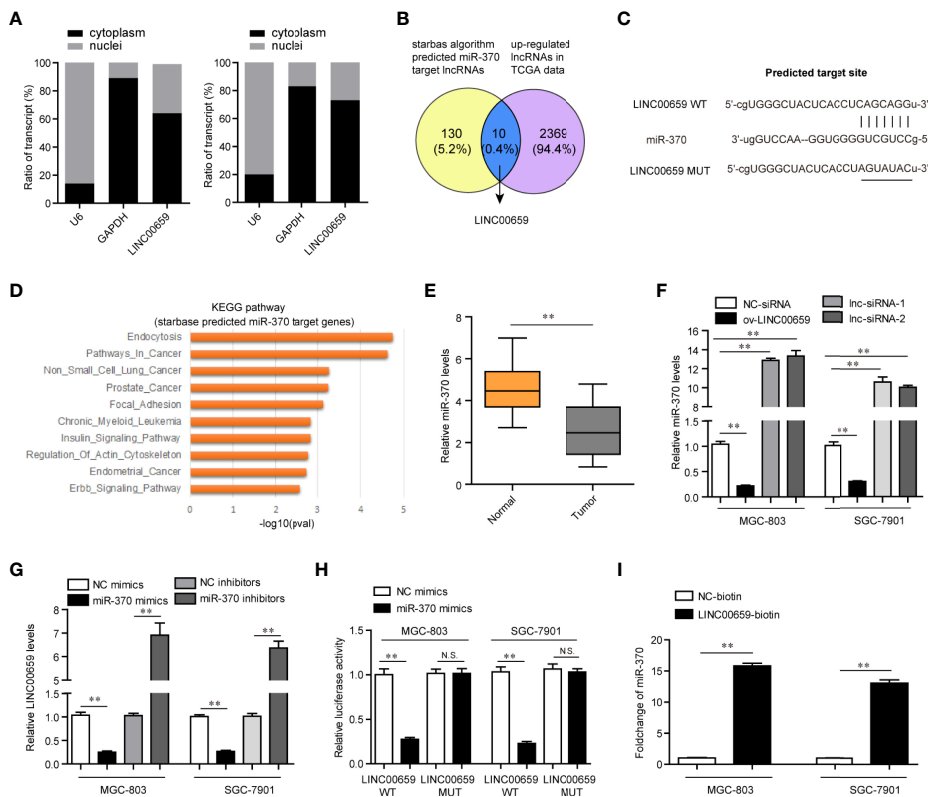 A
cytoplasm
nuclei
cytoplasm
nuclei
Ratio of transcript (%)
100
80
60
40
20
0
U6
GAPDH
LINC00659
Ratio of transcript (%)
100
80
60
40
20
0
U6
GAPDH
LINC00659
B
starbas algorithm
predicted miR-370
target lncRNAs
up-regulated
lncRNAs in
TCGA data
130
(5.2%)
10
(0.4%)
2369
(94.4%)
LINC00659
C
Predicted target site
LINC00659 WT 5'-cgUGGGCUACUCACCUCAGCAGGu-3'
miR-370 3'-ugGUCCAA--GGUGGGGUCGUCCg-5'
LINC00659 MUT 5'-cgUGGGCUACUCACCUAGUAUACu-3'
D
KEGG pathway
(starbase predicted miR-370 target genes)
Endocytosis
Pathways_In_Cancer
Non_Small_Cell_Lung_Cancer
Prostate_Cancer
Focal_Adhesion
Chronic_Myeloid_Leukemia
Insulin_Signaling_Pathway
Regulation_Of_Actin_Cytoskeleton
Endometrial_Cancer
Erbb_Signaling_Pathway
0 1 2 3 4 5
-log10(pval)
E
Relative miR-370 levels
8
6
4
2
0
**
Normal
Tumor
F
NC-siRNA
ov-LINC00659
lnc-siRNA-1
lnc-siRNA-2
Relative miR-370 levels
14
12
10
8
1.5
1.0
0.5
0.0
**
**
**
**
**
**
MGC-803
SGC-7901
G
NC mimics
miR-370 mimics
NC inhibitors
miR-370 inhibitors
Relative LINC00659 levels
8
7
6
5
1.0
0.5
0.0
**
**
**
**
MGC-803
SGC-7901
H
NC mimics
miR-370 mimics
Relative luciferase activity
1.5
1.0
0.5
0.0
MGC-803
SGC-7901
**
N.S.
**
N.S.
LINC00659
WT
LINC00659
MUT
LINC00659
WT
LINC00659
MUT
I
NC-biotin
LINC00659-biotin
Foldchange of miR-370
20
15
10
5
0
**
**
MGC-803
SGC-7901